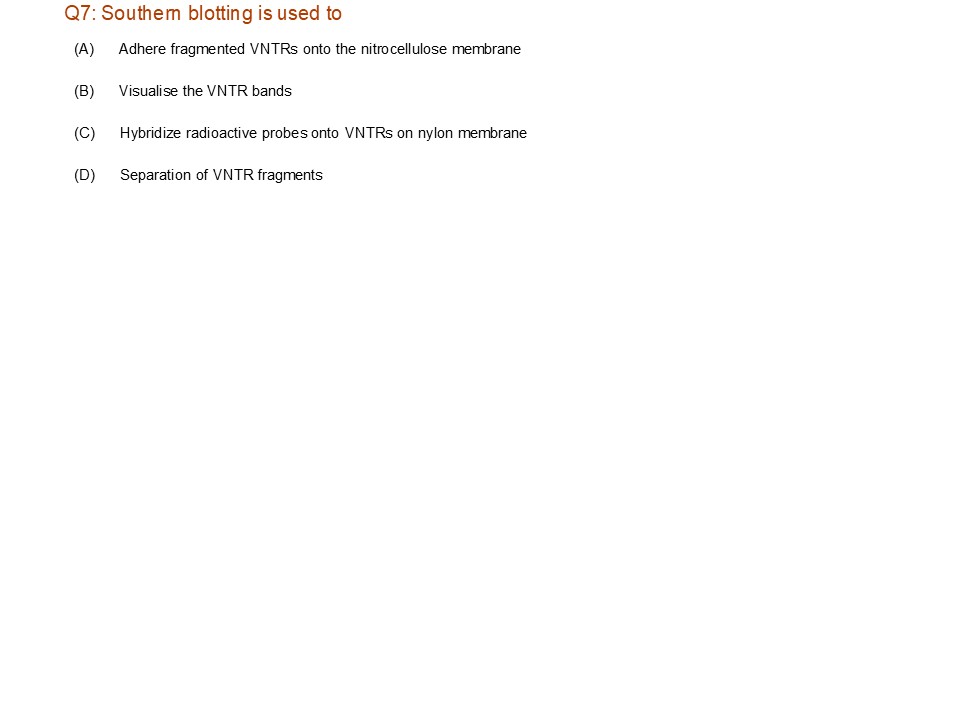 Q7: Southern blotting is used to
(A) Adhere fragmented VNTRs onto the nitrocellulose membrane
(B) Visualise the VNTR bands
(C) Hybridize radioactive probes onto VNTRs on nylon membrane
(D) Separation of VNTR fragments